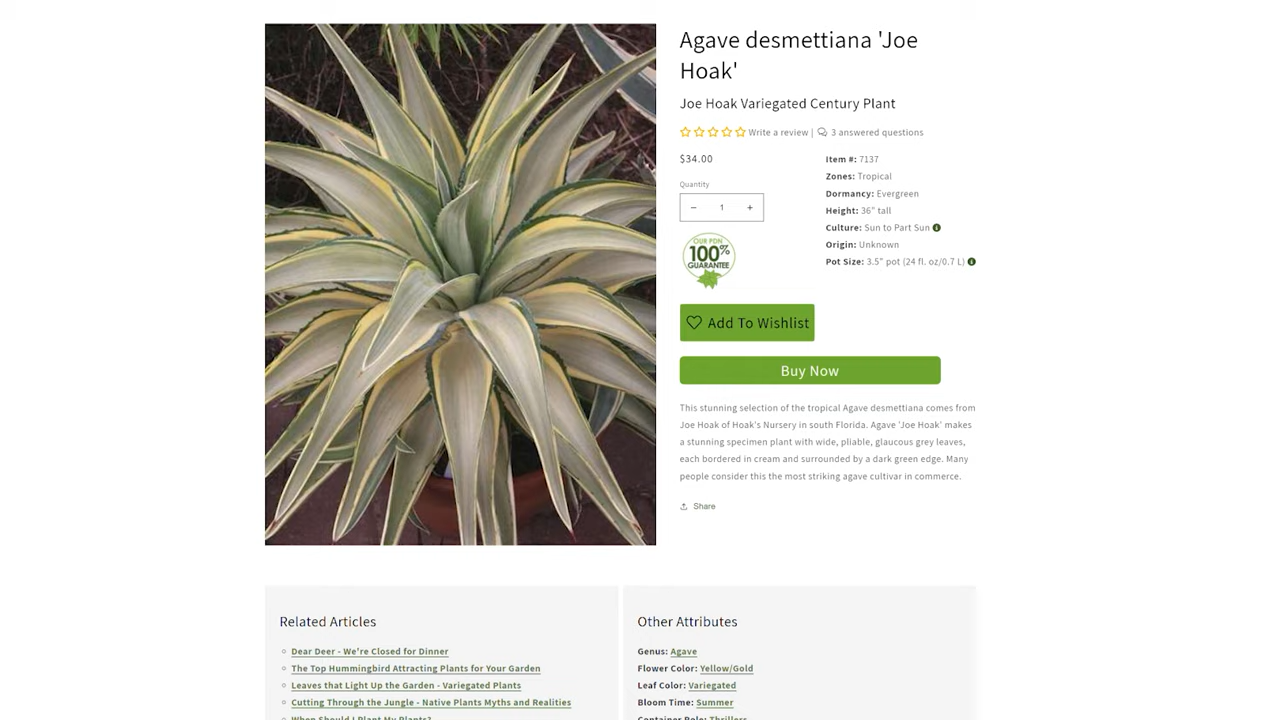 Agave desmettiana 'Joe
Hoak'
Joe Hoak Variegated Century Plant
Write a review | 3 answered questions
$34.00
Quantity
− 1 +
OUR PDN
100%
GUARANTEE
Item #: 7137
Zones: Tropical
Dormancy: Evergreen
Height: 36" tall
Culture: Sun to Part Sun
Origin: Unknown
Pot Size: 3.5" pot (24 fl. oz/0.7 L)
Add To Wishlist
Buy Now
This stunning selection of the tropical Agave desmettiana comes from
Joe Hoak of Hoak's Nursery in south Florida. Agave 'Joe Hoak' makes
a stunning specimen plant with wide, pliable, glaucous grey leaves,
each bordered in cream and surrounded by a dark green edge. Many
people consider this the most striking agave cultivar in commerce.
Share
Related Articles
Dear Deer - We're Closed for Dinner
The Top Hummingbird Attracting Plants for Your Garden
Leaves that Light Up the Garden - Variegated Plants
Cutting Through the Jungle - Native Plants Myths and Realities
When Should I Plant My Plants?
Other Attributes
Genus: Agave
Flower Color: Yellow/Gold
Leaf Color: Variegated
Bloom Time: Summer
Container Role: Thrillers